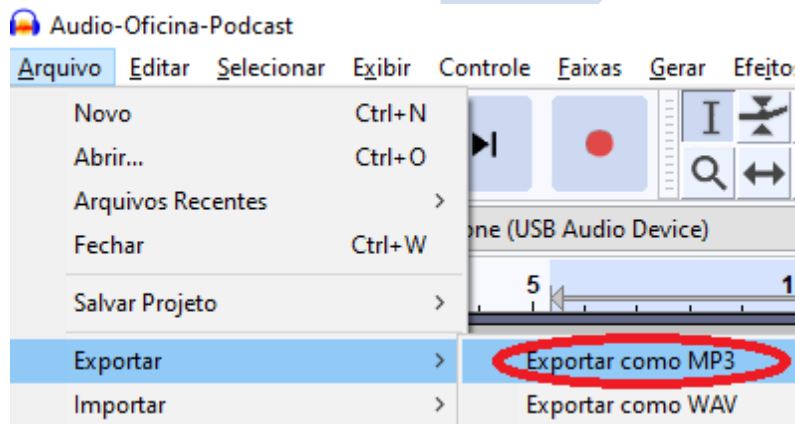 Audio-Oficina-Podcast
Arquivo Editar Selecionar Exibir Controle Faixas Gerar Efeitos
Novo Ctrl+N
Abrir... Ctrl+O
Arquivos Recentes >
Fechar Ctrl+W
(USB Audio Device)
Salvar Projeto >
5 1
Exportar > Exportar como MP3
Importar > Exportar como WAV